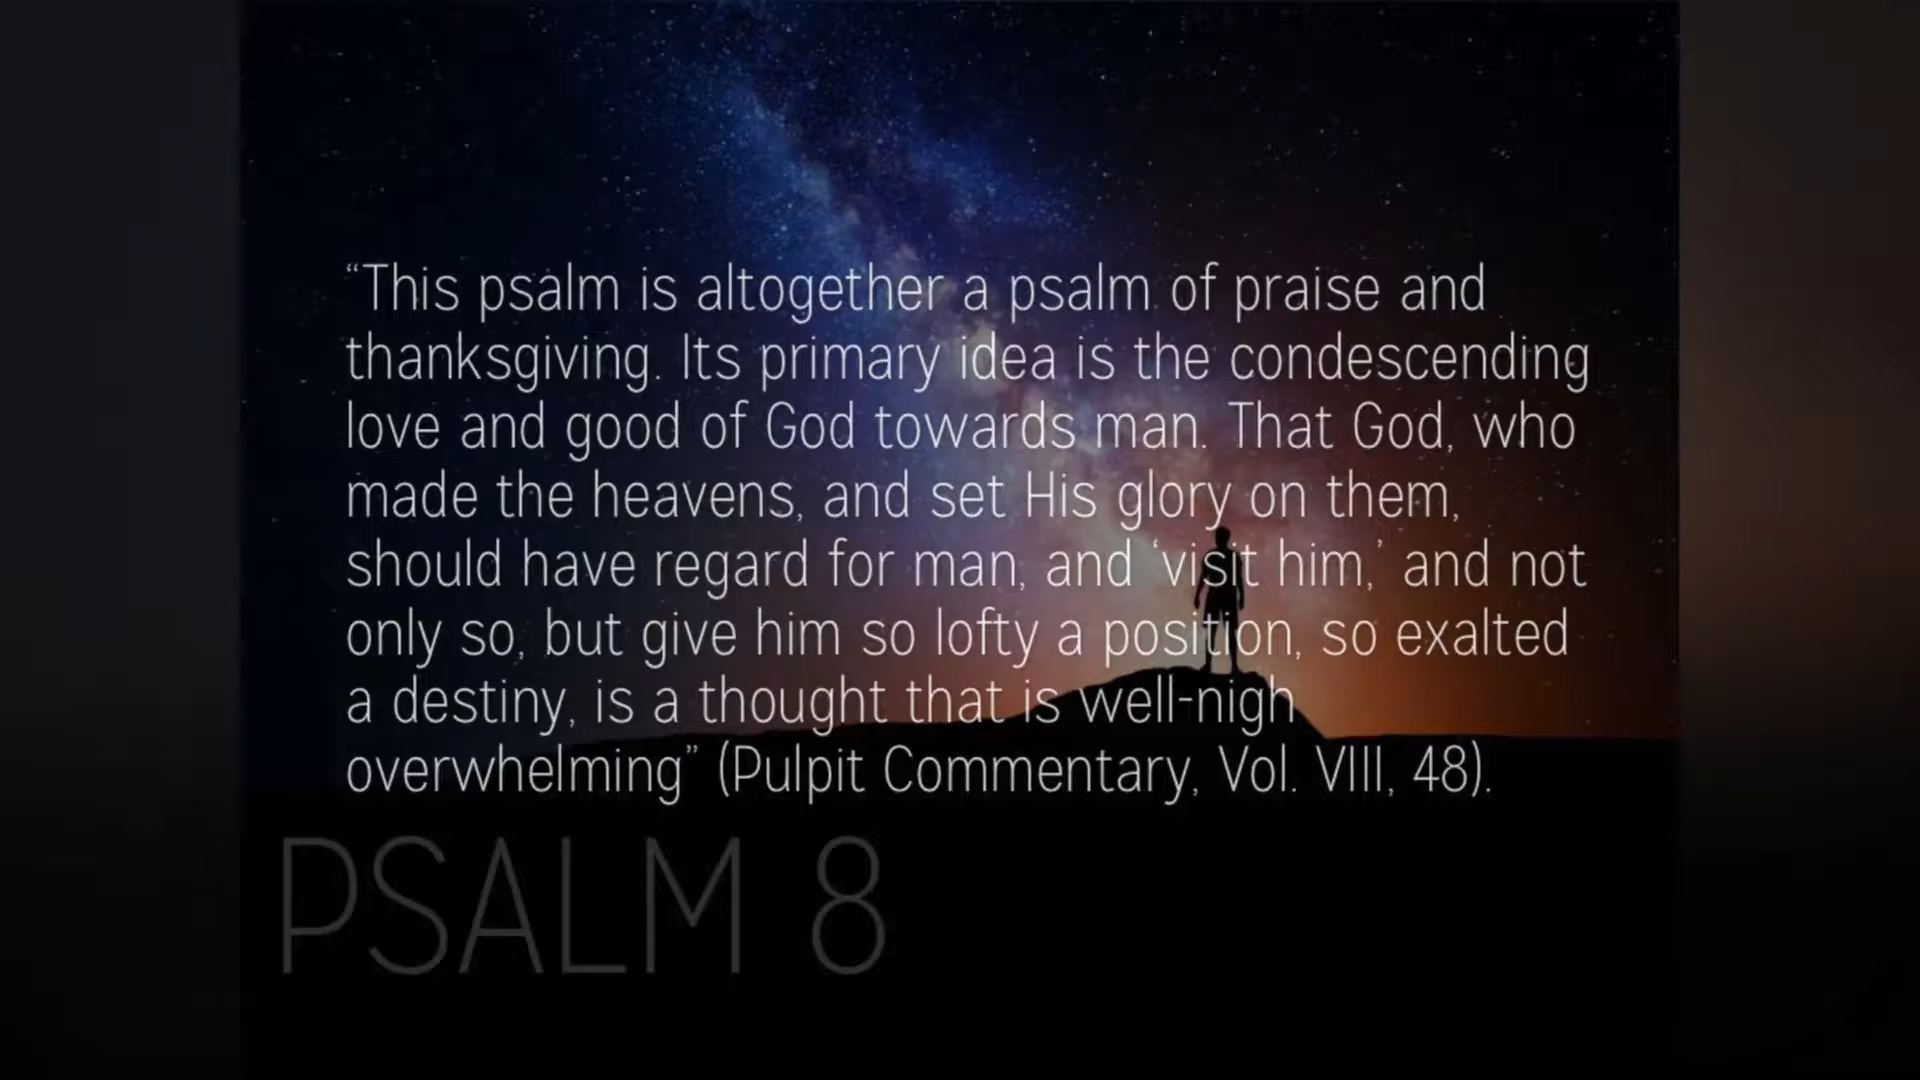 “This psalm is altogether a psalm of praise and
thanksgiving. Its primary idea is the condescending
love and good of God towards man. That God, who
made the heavens, and set His glory on them,
should have regard for man, and ‘visit him,’ and not
only so, but give him so lofty a position, so exalted
a destiny, is a thought that is well-nigh
overwhelming” (Pulpit Commentary, Vol. VIII, 48).
PSALM 8